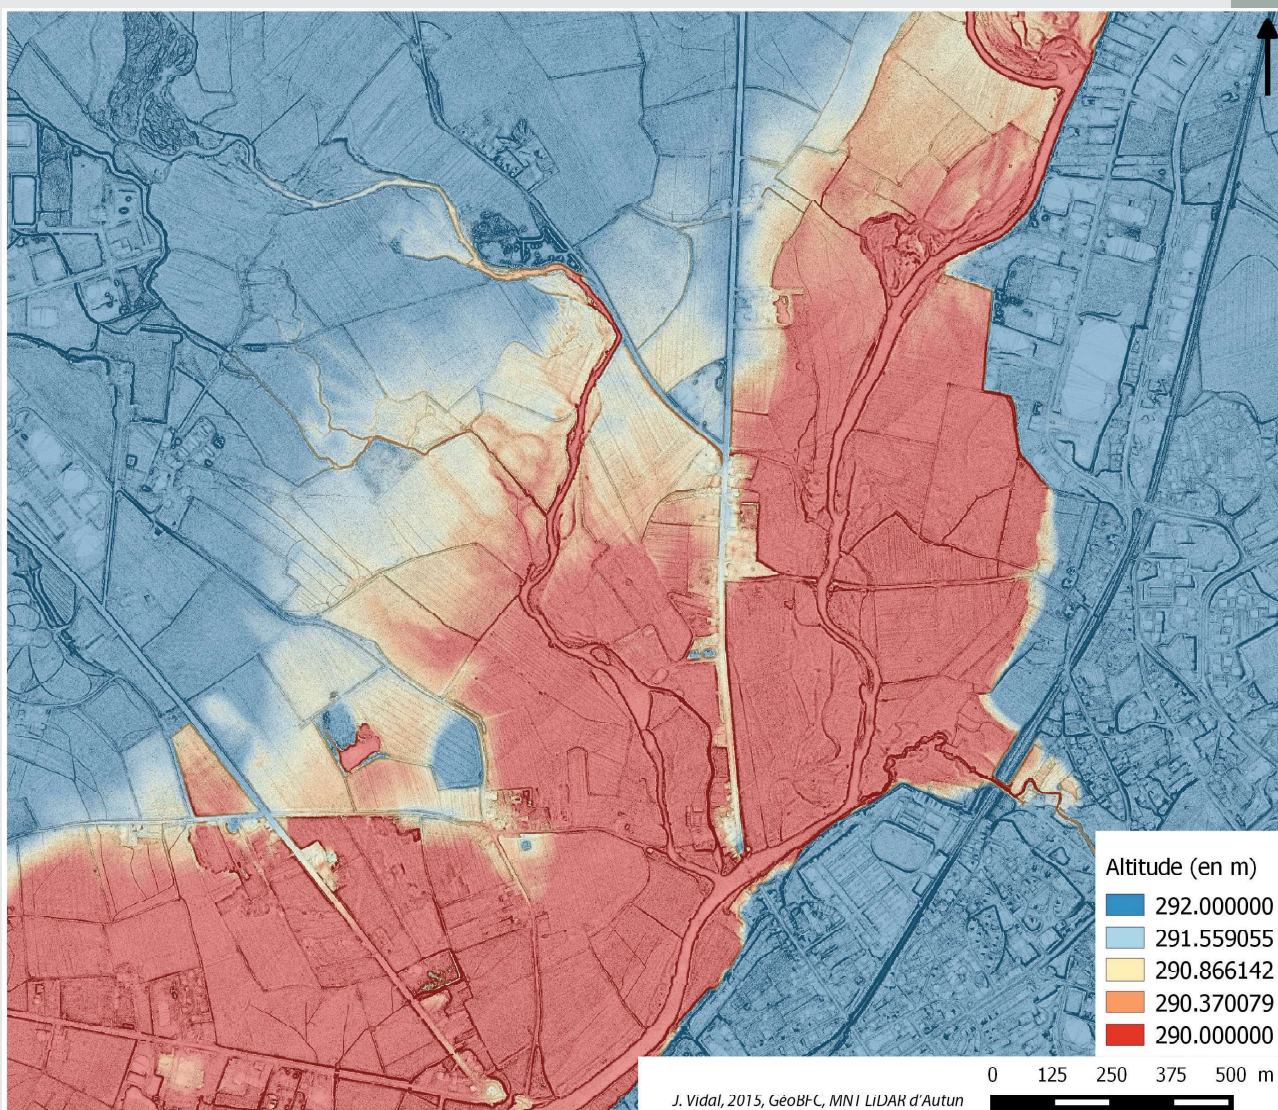 Altitude (en m)
292.000000
291.559055
290.866142
290.370079
290.000000
0 125 250 375 500 m
J. Vidal, 2015, GéoBFC, MNT LiDAR d'Autun